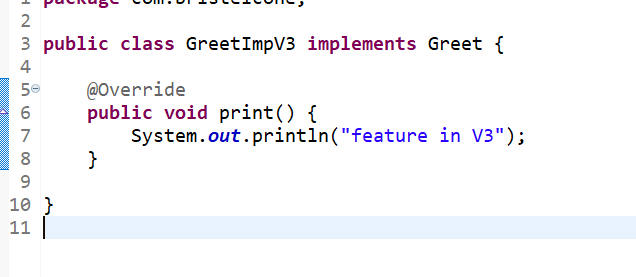 1
2
3 public class GreetImpV3 implements Greet {
4
5 @Override
6 public void print() {
7 System.out.println("feature in V3");
8 }
9
10 }
11